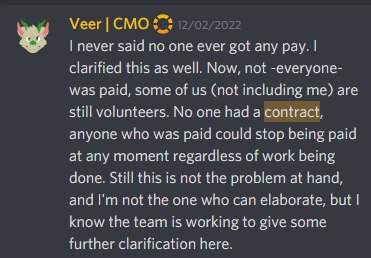 Veer | CMO 12/02/2022
I never said no one ever got any pay. I
clarified this as well. Now, not -everyone-
was paid, some of us (not including me) are
still volunteers. No one had a contract,
anyone who was paid could stop being paid
at any moment regardless of work being
done. Still this is not the problem at hand,
and I'm not the one who can elaborate, but I
know the team is working to give some
further clarification here.